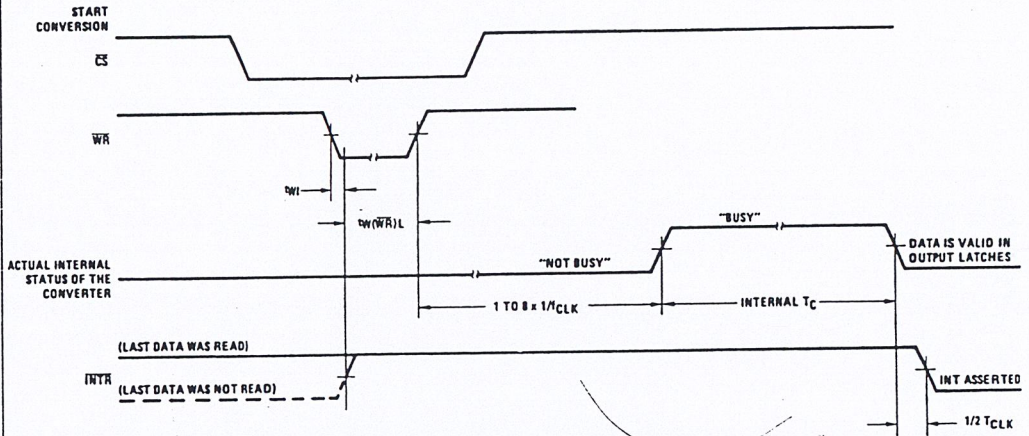 START
CONVERSION
CS
WR
tWI
tW(WR)L
"BUSY"
DATA IS VALID IN
OUTPUT LATCHES
ACTUAL INTERNAL
STATUS OF THE
CONVERTER
"NOT BUSY"
1 TO 8 x 1/fCLK
INTERNAL TC
(LAST DATA WAS READ)
INTR
(LAST DATA WAS NOT READ)
INT ASSERTED
1/2 TCLK